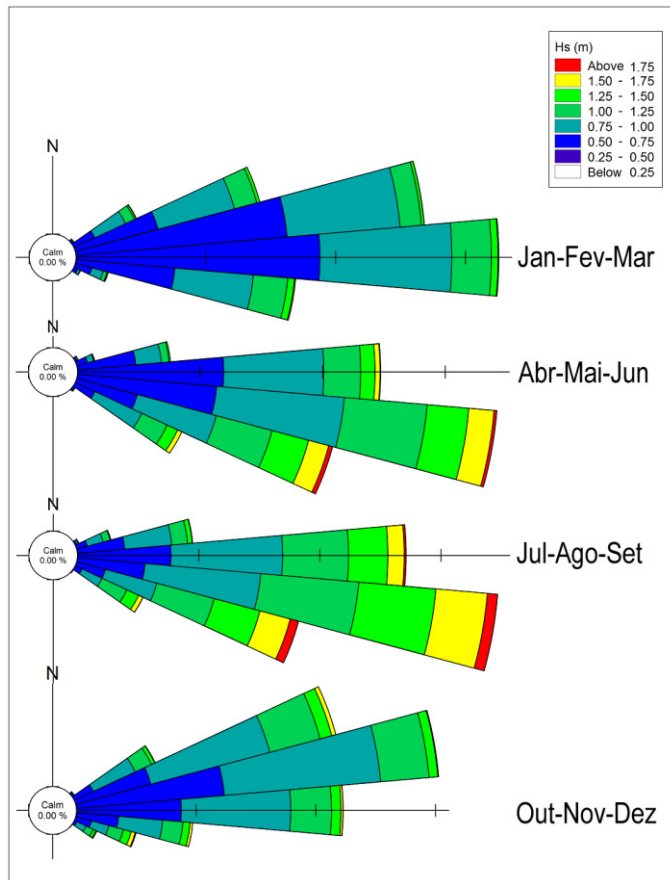 Hs (m)
Above 1.75
1.50 - 1.75
1.25 - 1.50
1.00 - 1.25
0.75 - 1.00
0.50 - 0.75
0.25 - 0.50
Below 0.25
N
Calm
0.00 %
Jan-Fev-Mar
N
Calm
0.00 %
Abr-Mai-Jun
N
Calm
0.00 %
Jul-Ago-Set
N
Calm
0.00 %
Out-Nov-Dez